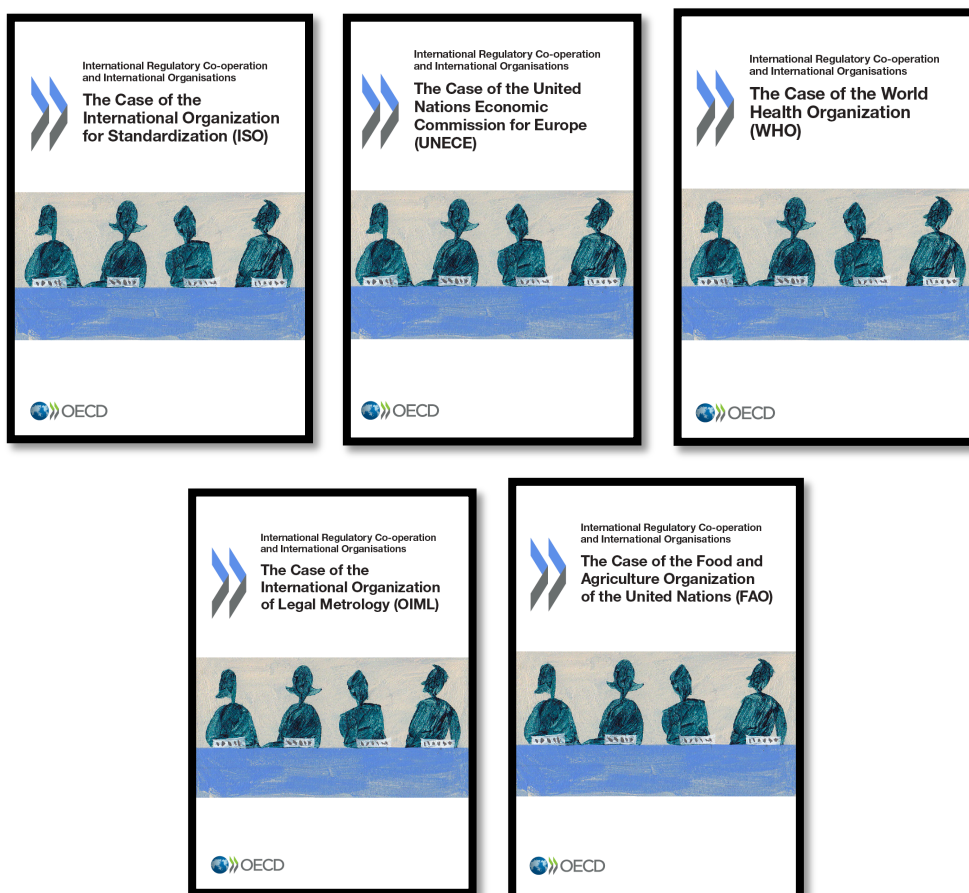 International Regulatory Co-operation
and International Organisations
The Case of the
International Organization
for Standardization (ISO)
OECD
International Regulatory Co-operation
and International Organisations
The Case of the United
Nations Economic
Commission for Europe
(UNECE)
OECD
International Regulatory Co-operation
and International Organisations
The Case of the World
Health Organization
(WHO)
OECD
International Regulatory Co-operation
and International Organisations
The Case of the
International Organization
of Legal Metrology (OIML)
OECD
International Regulatory Co-operation
and International Organisations
The Case of the Food and
Agriculture Organization
of the United Nations (FAO)
OECD